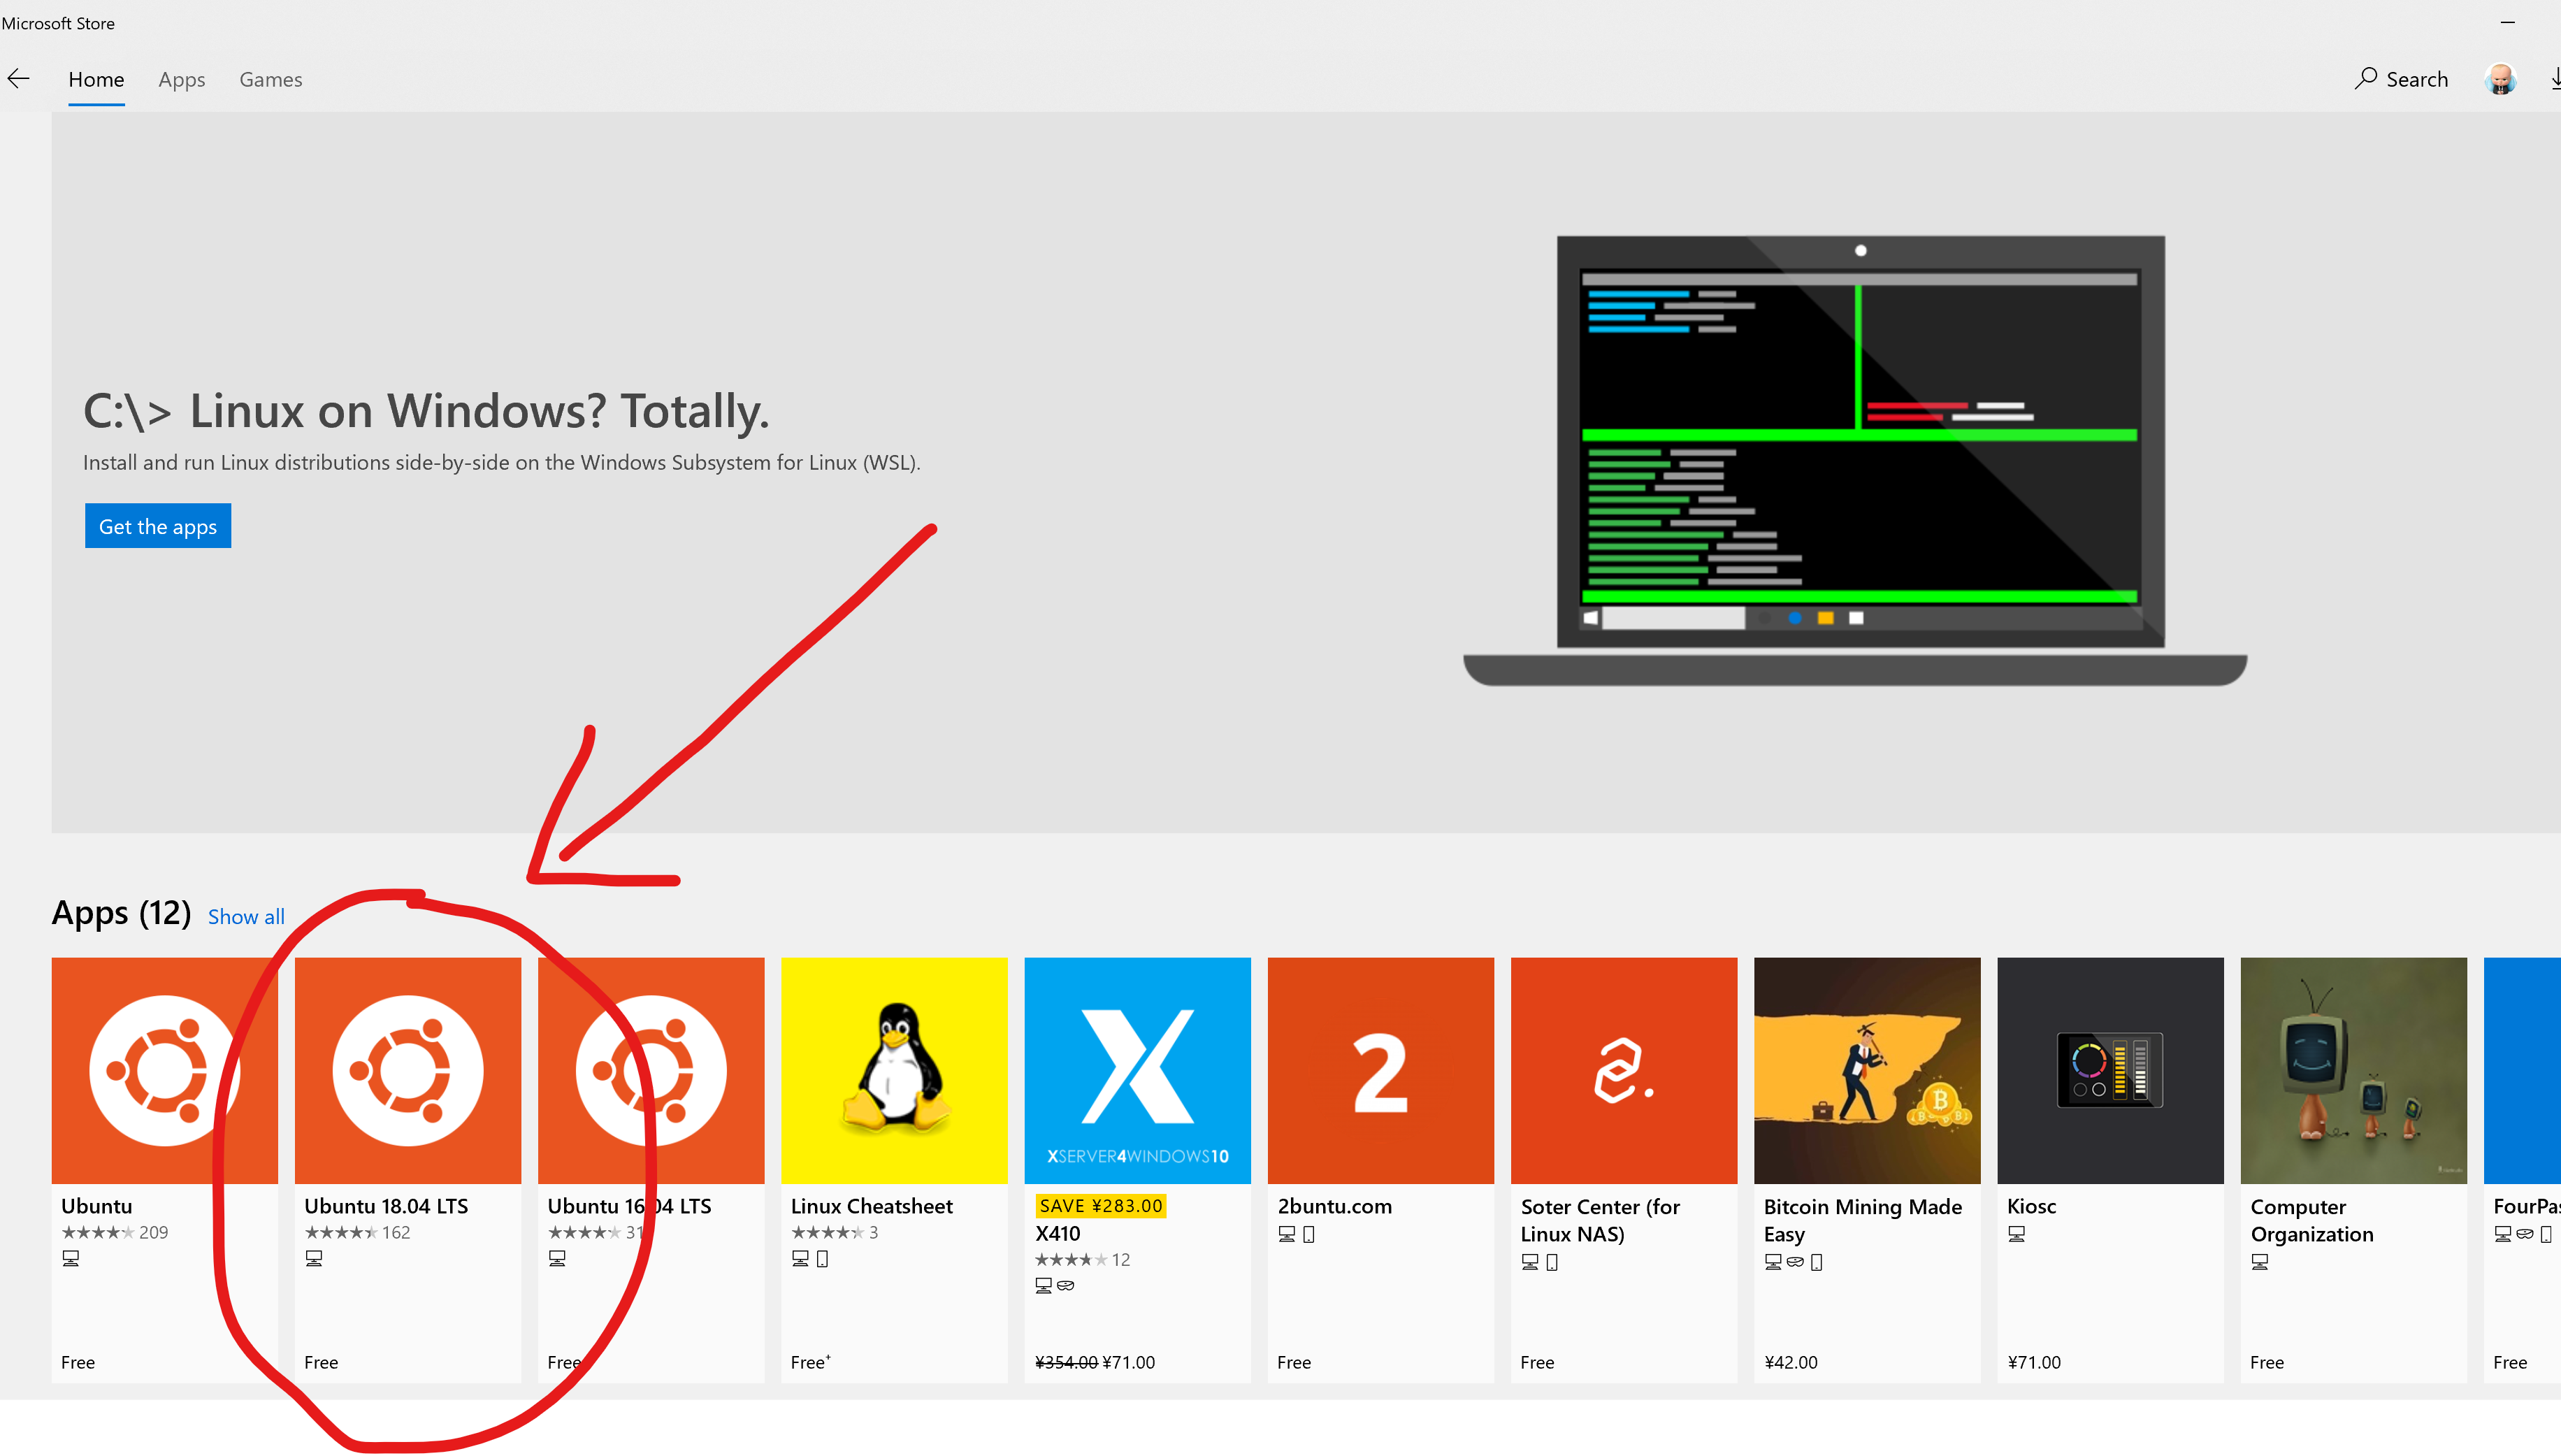 Microsoft Store
Home Apps Games
Search
C:\> Linux on Windows? Totally.
Install and run Linux distributions side-by-side on the Windows Subsystem for Linux (WSL).
Get the apps
Apps (12) Show all
XSERVER4WINDOWS10
2
Ubuntu
209
Free
Ubuntu 18.04 LTS
162
Free
Ubuntu 16.04 LTS
Free
Linux Cheatsheet
3
Free+
SAVE ¥283.00
X410
12
¥354.00 ¥71.00
2buntu.com
Free
Soter Center (for
Linux NAS)
Free
Bitcoin Mining Made
Easy
¥42.00
Kiosc
¥71.00
Computer
Organization
Free
FourPas
Free